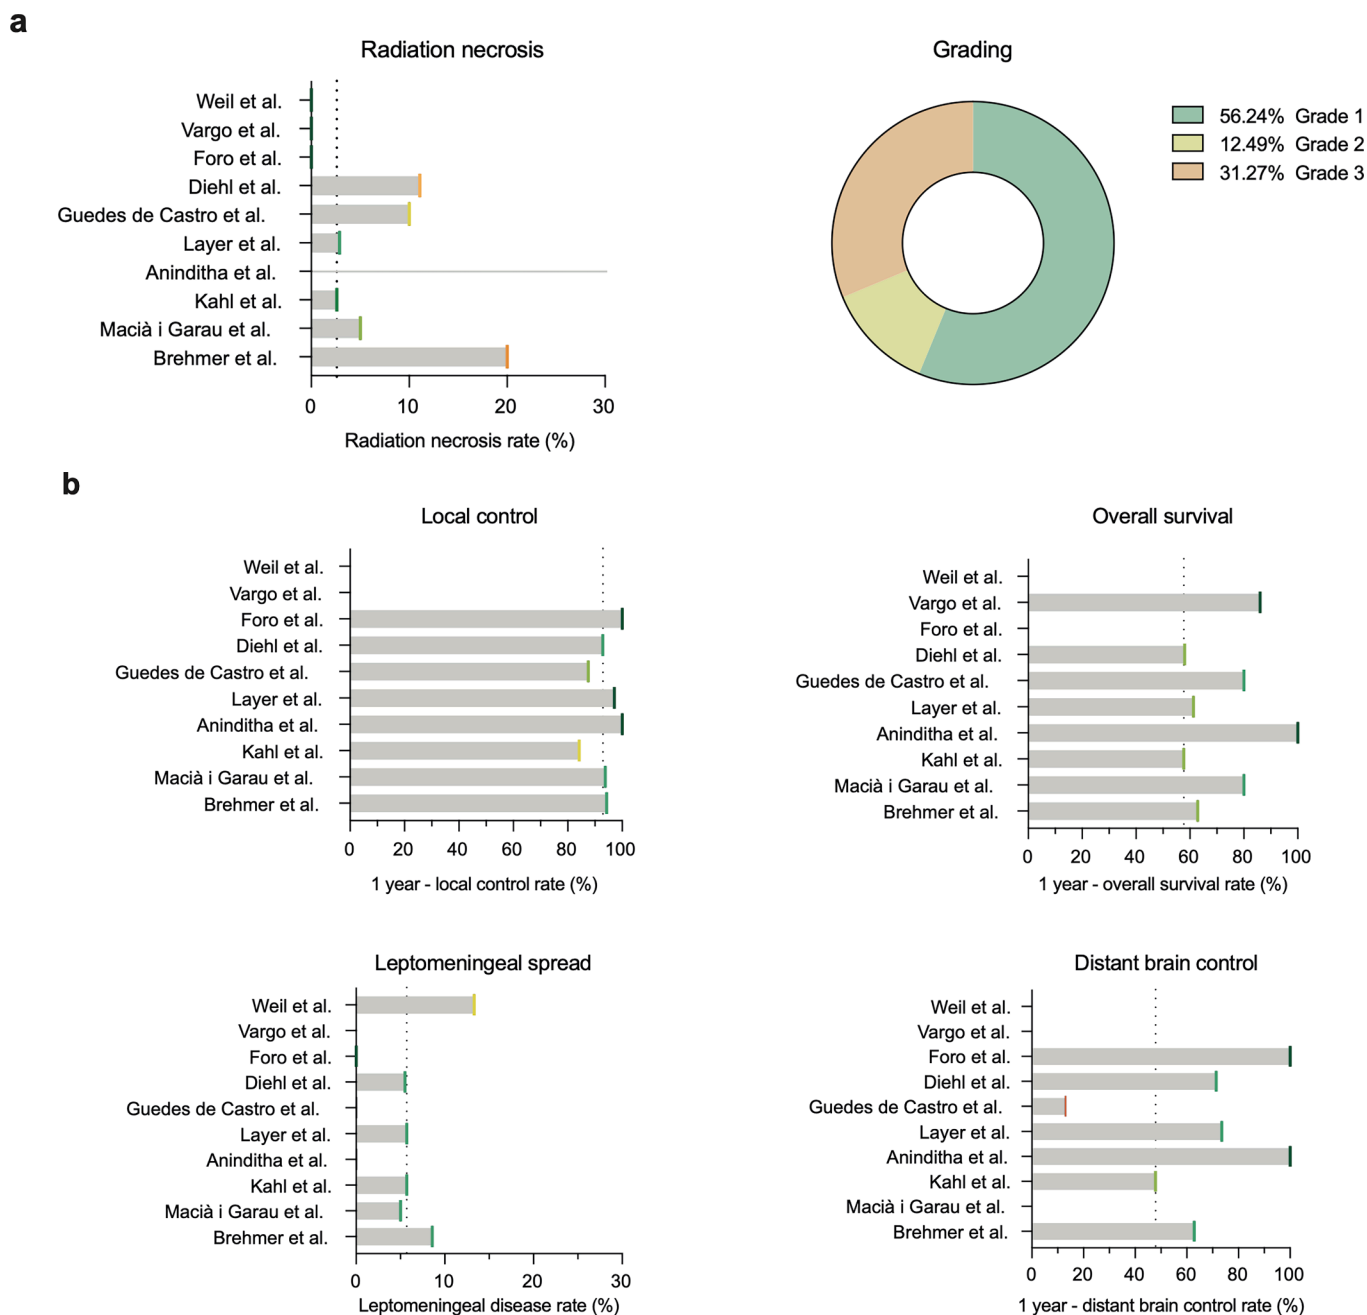 a
Radiation necrosis
Weil et al.
Vargo et al.
Foro et al.
Diehl et al.
Guedes de Castro et al.
Layer et al.
Aninditha et al.
Kahl et al.
Macià i Garau et al.
Brehmer et al.
0 10 20 30
Radiation necrosis rate (%)
Grading
56.24% Grade 1
12.49% Grade 2
31.27% Grade 3
b
Local control
Weil et al.
Vargo et al.
Foro et al.
Diehl et al.
Guedes de Castro et al.
Layer et al.
Aninditha et al.
Kahl et al.
Macià i Garau et al.
Brehmer et al.
0 20 40 60 80 100
1 year - local control rate (%)
Overall survival
Weil et al.
Vargo et al.
Foro et al.
Diehl et al.
Guedes de Castro et al.
Layer et al.
Aninditha et al.
Kahl et al.
Macià i Garau et al.
Brehmer et al.
0 20 40 60 80 100
1 year - overall survival rate (%)
Leptomeningeal spread
Weil et al.
Vargo et al.
Foro et al.
Diehl et al.
Guedes de Castro et al.
Layer et al.
Aninditha et al.
Kahl et al.
Macià i Garau et al.
Brehmer et al.
0 10 20 30
Leptomeningeal disease rate (%)
Distant brain control
Weil et al.
Vargo et al.
Foro et al.
Diehl et al.
Guedes de Castro et al.
Layer et al.
Aninditha et al.
Kahl et al.
Macià i Garau et al.
Brehmer et al.
0 20 40 60 80 100
1 year - distant brain control rate (%)